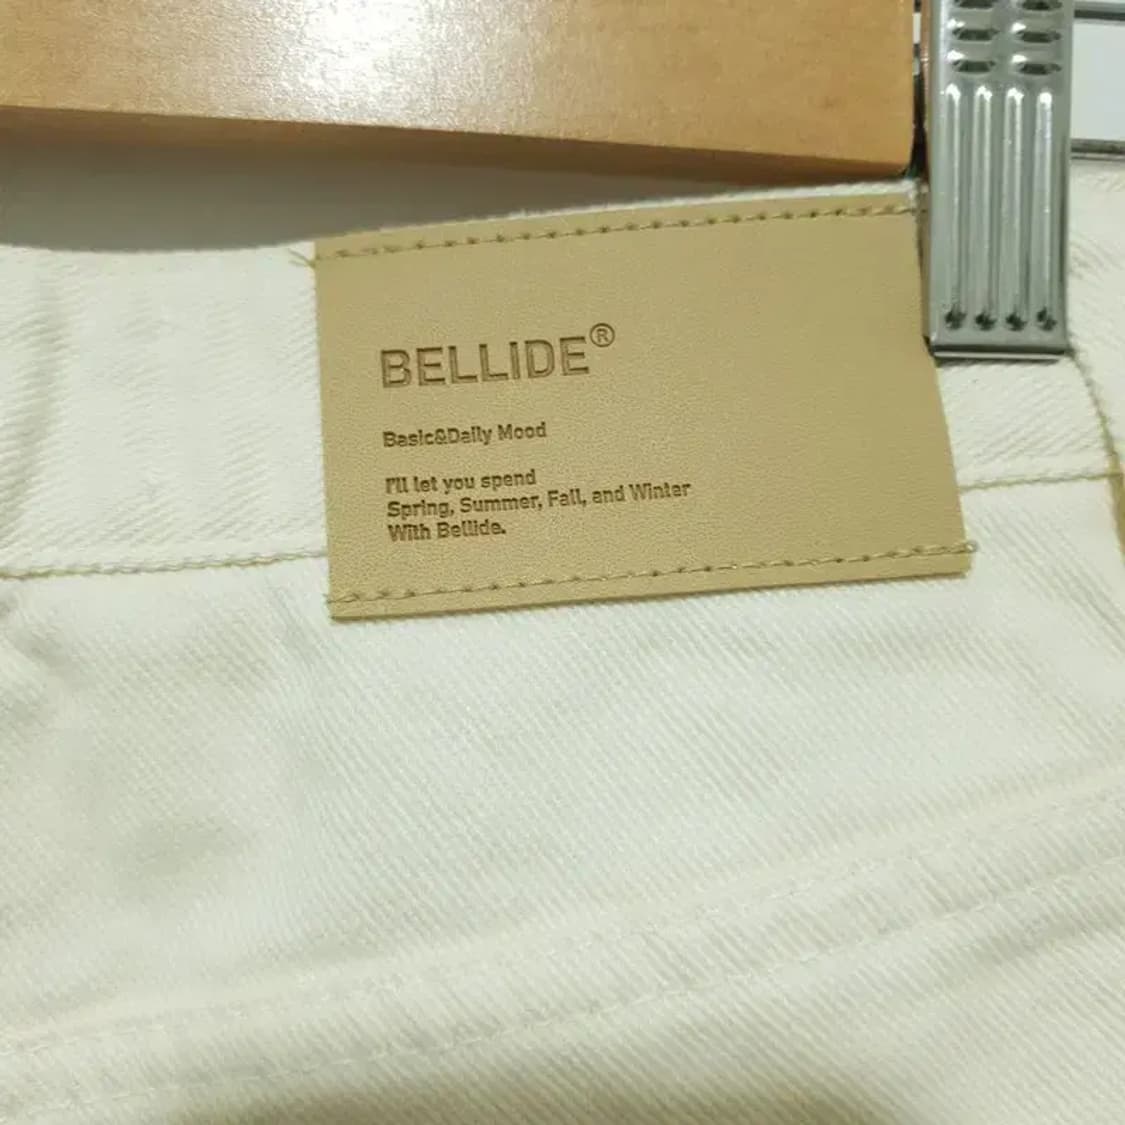 BELLIDE®
Basic&Daily Mood
I'll let you spend
Spring, Summer, Fall, and Winter
With Bellide.